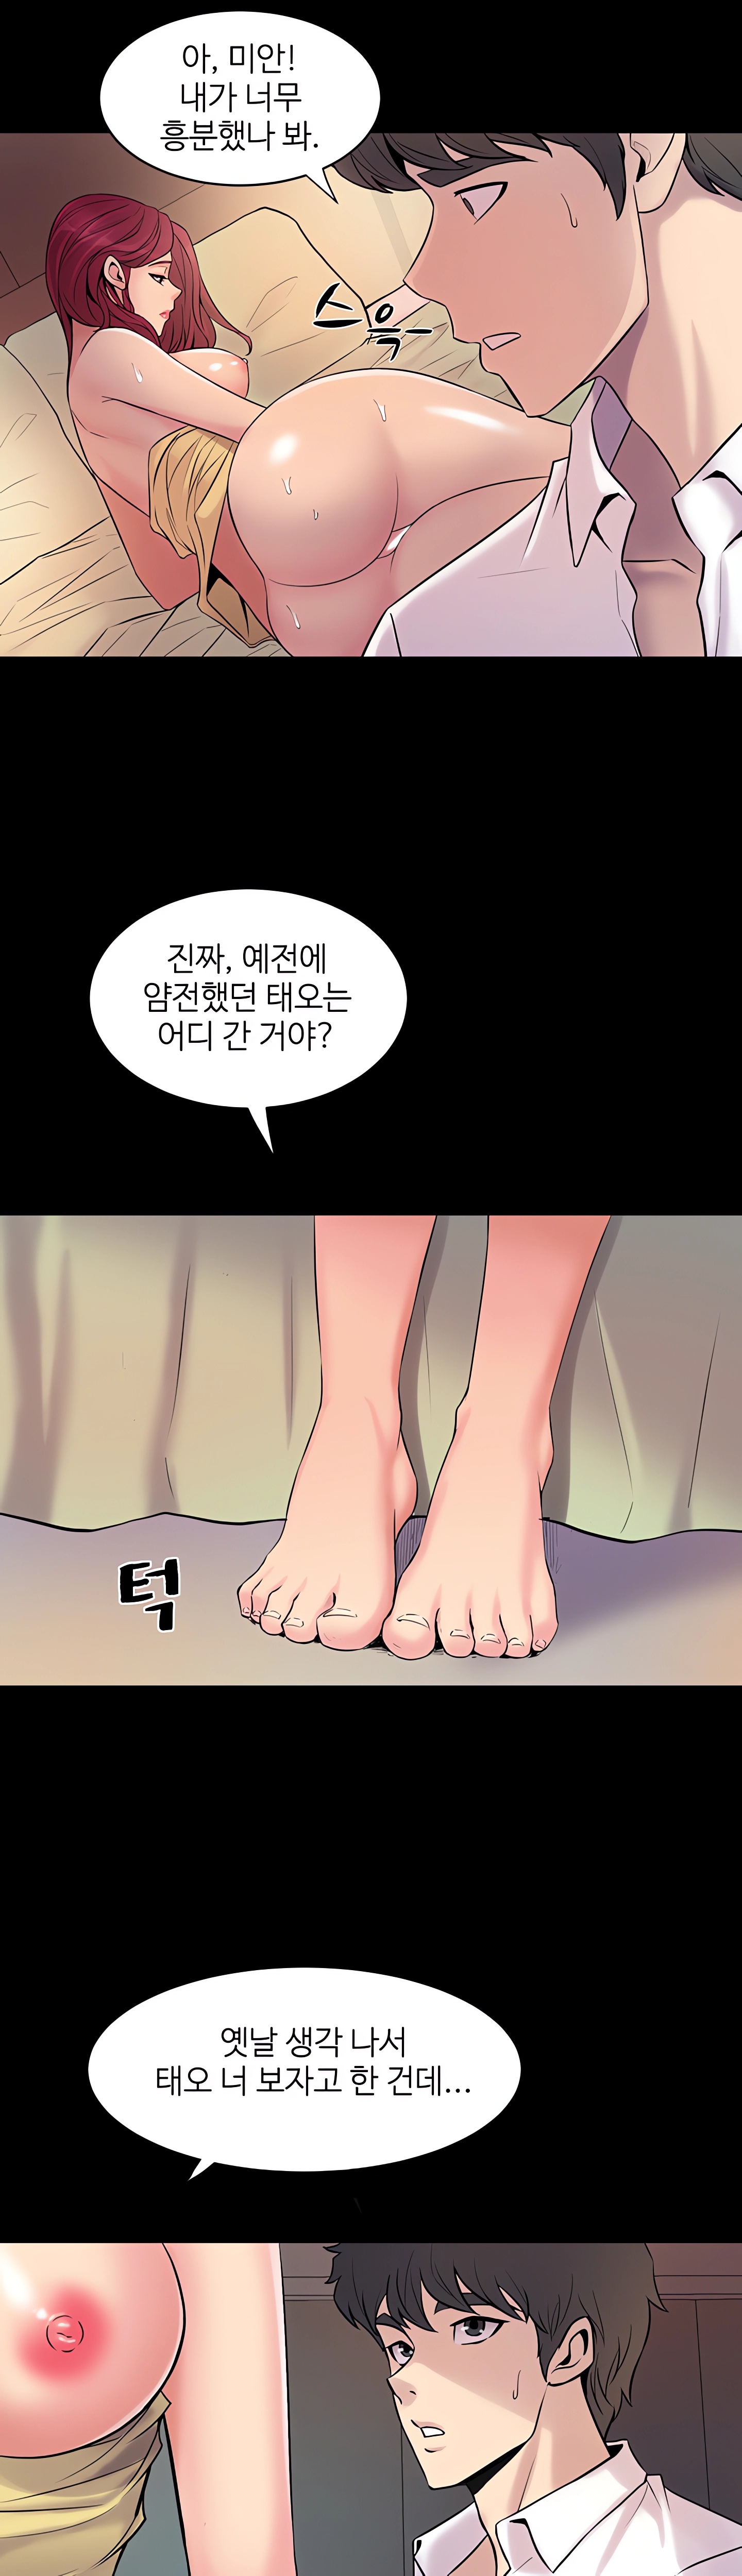 아, 미안!
내가 너무
흥분했나 봐.
스윽-
진짜, 예전에
얌전했던 태오는
어디 간 거야?
턱
옛날 생각 나서
태오 너 보자고 한 건데...